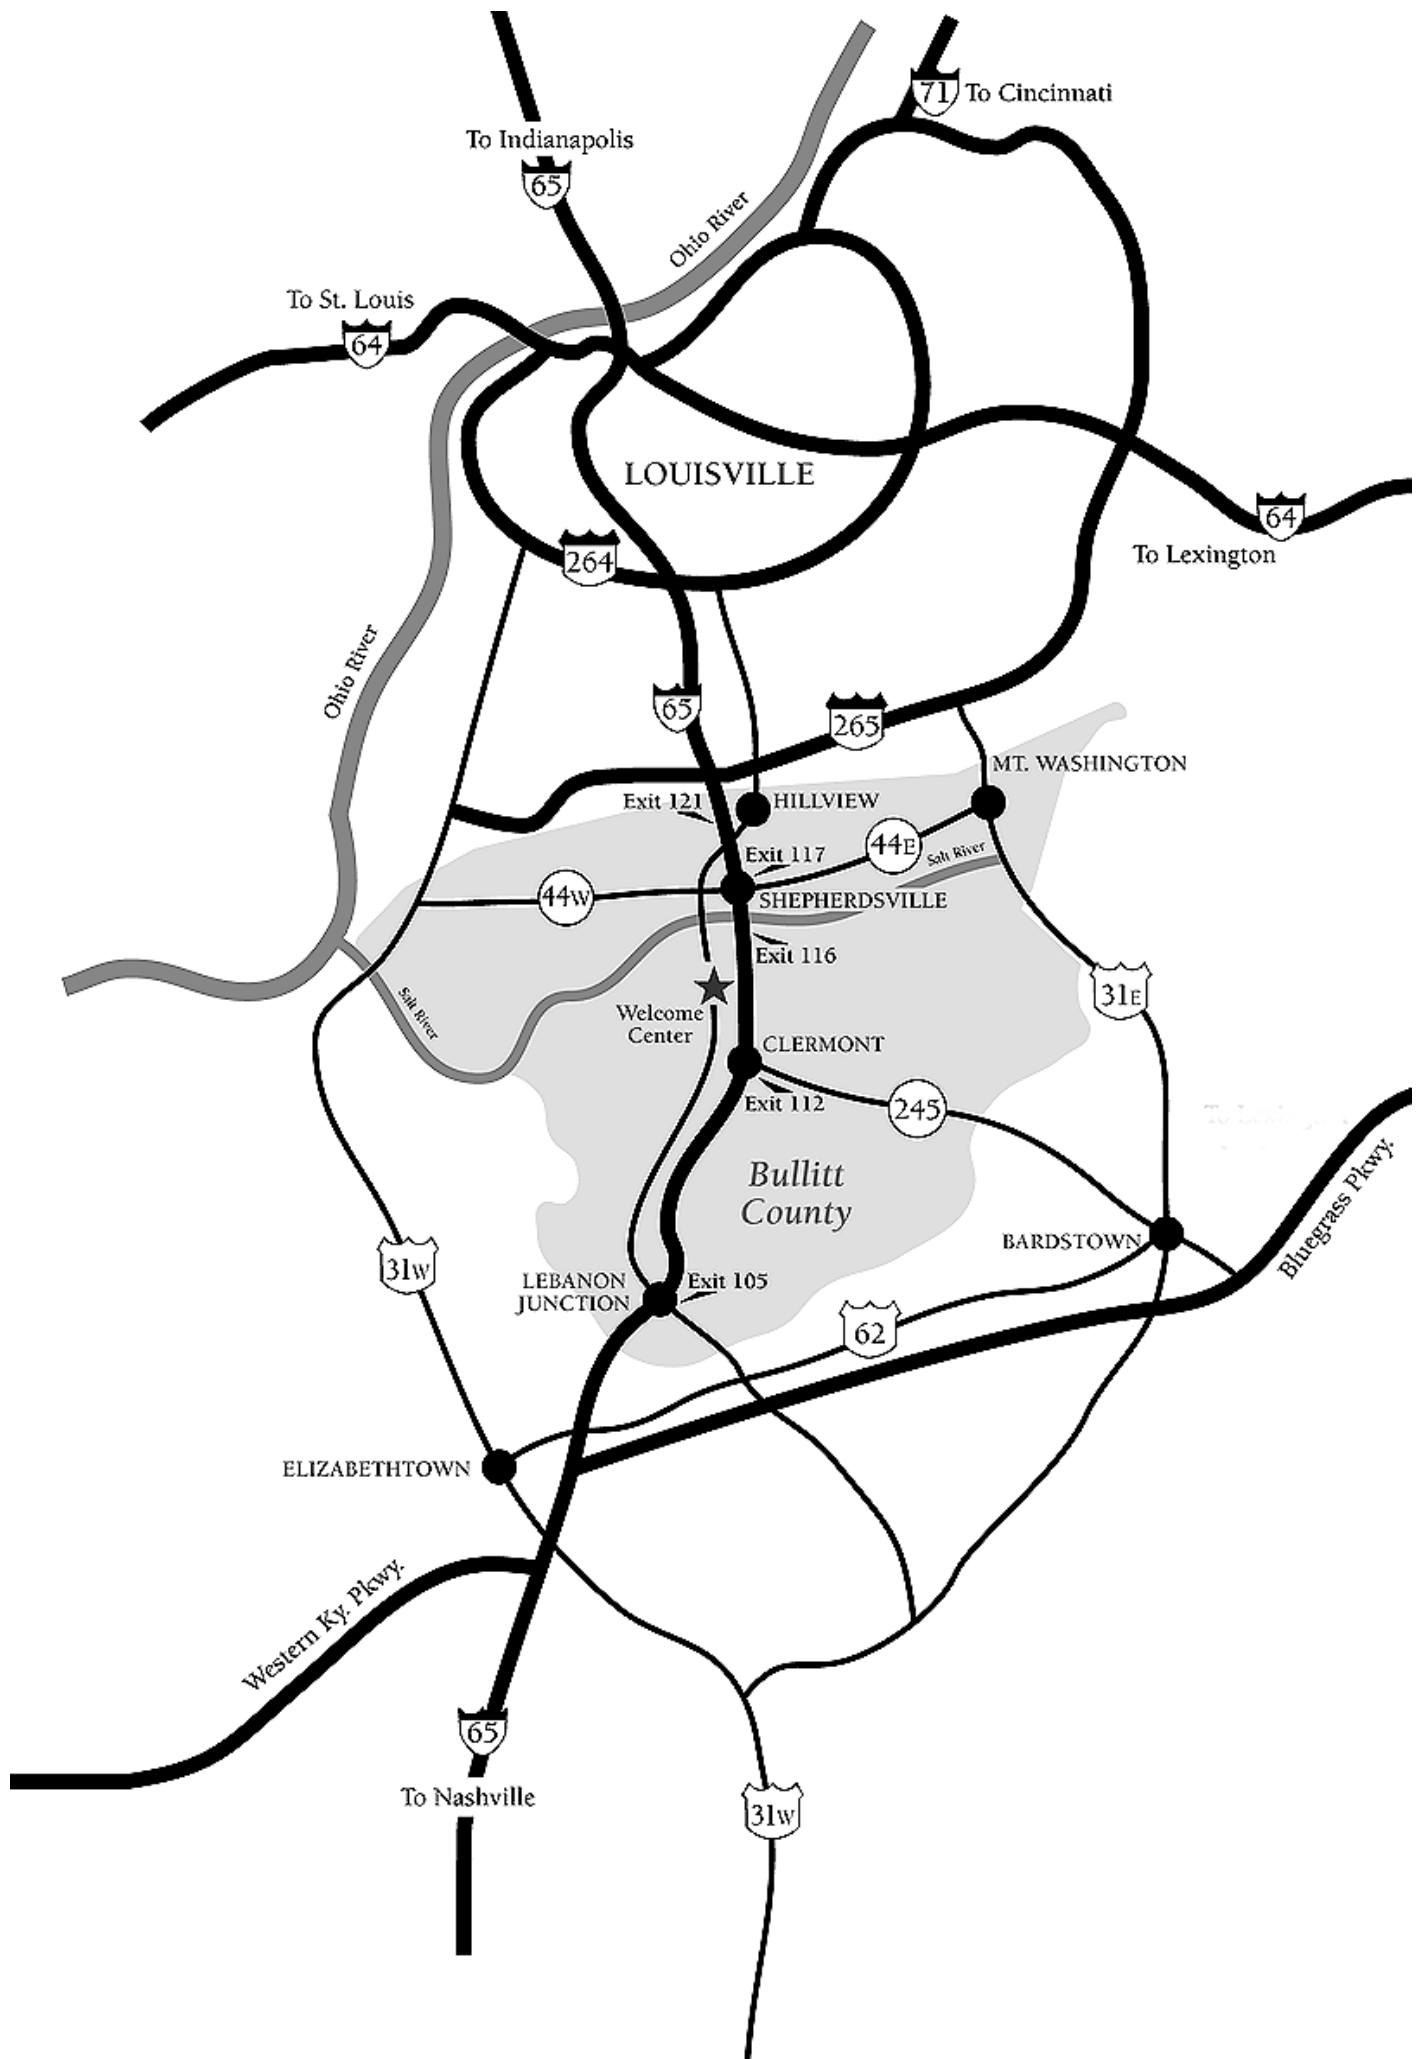 71
To Cincinnati
To Indianapolis
65
Ohio River
To St. Louis
64
LOUISVILLE
64
To Lexington
264
Ohio River
65
265
MT. WASHINGTON
Exit 121
HILLVIEW
44E
Exit 117
Salt River
44W
SHEPHERDSVILLE
Exit 116
31E
Salt River
Welcome
Center
CLERMONT
Exit 112
245
Bullitt
County
Bluegrass Pkwy.
BARDSTOWN
31W
LEBANON
JUNCTION
Exit 105
62
ELIZABETHTOWN
Western Ky. Pkwy.
65
To Nashville
31W